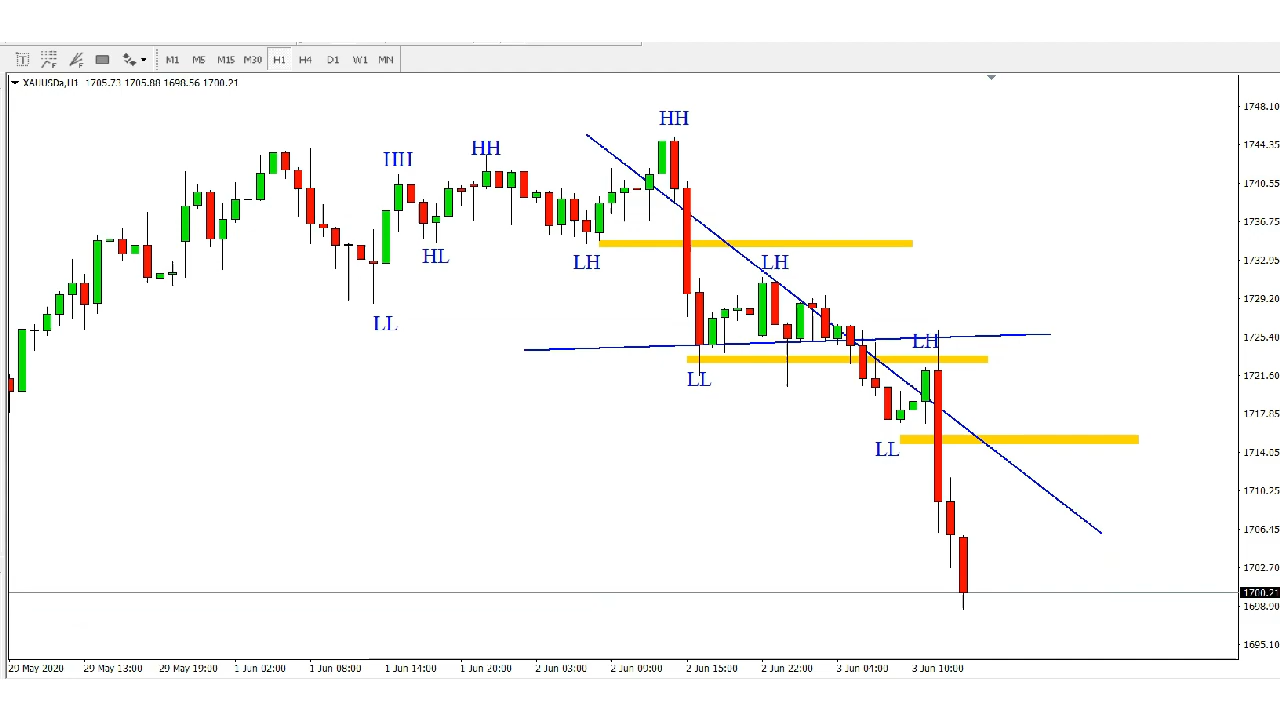 T F F M1 M5 M15 M30 H1 H4 D1 W1 MN
XAUUSDa,H1 1705.73 1705.88 1698.56 1700.21
HH
HH
HH
HL
LH
LH
LL
LH
LL
LL
1748.10
1744.35
1740.55
1736.75
1732.95
1729.20
1725.40
1721.60
1717.85
1714.05
1710.25
1706.45
1702.70
1700.21
1698.90
1695.10
29 May 2020 29 May 13:00 29 May 19:00 1 Jun 02:00 1 Jun 08:00 1 Jun 14:00 1 Jun 20:00 2 Jun 03:00 2 Jun 09:00 2 Jun 15:00 2 Jun 22:00 3 Jun 04:00 3 Jun 10:00